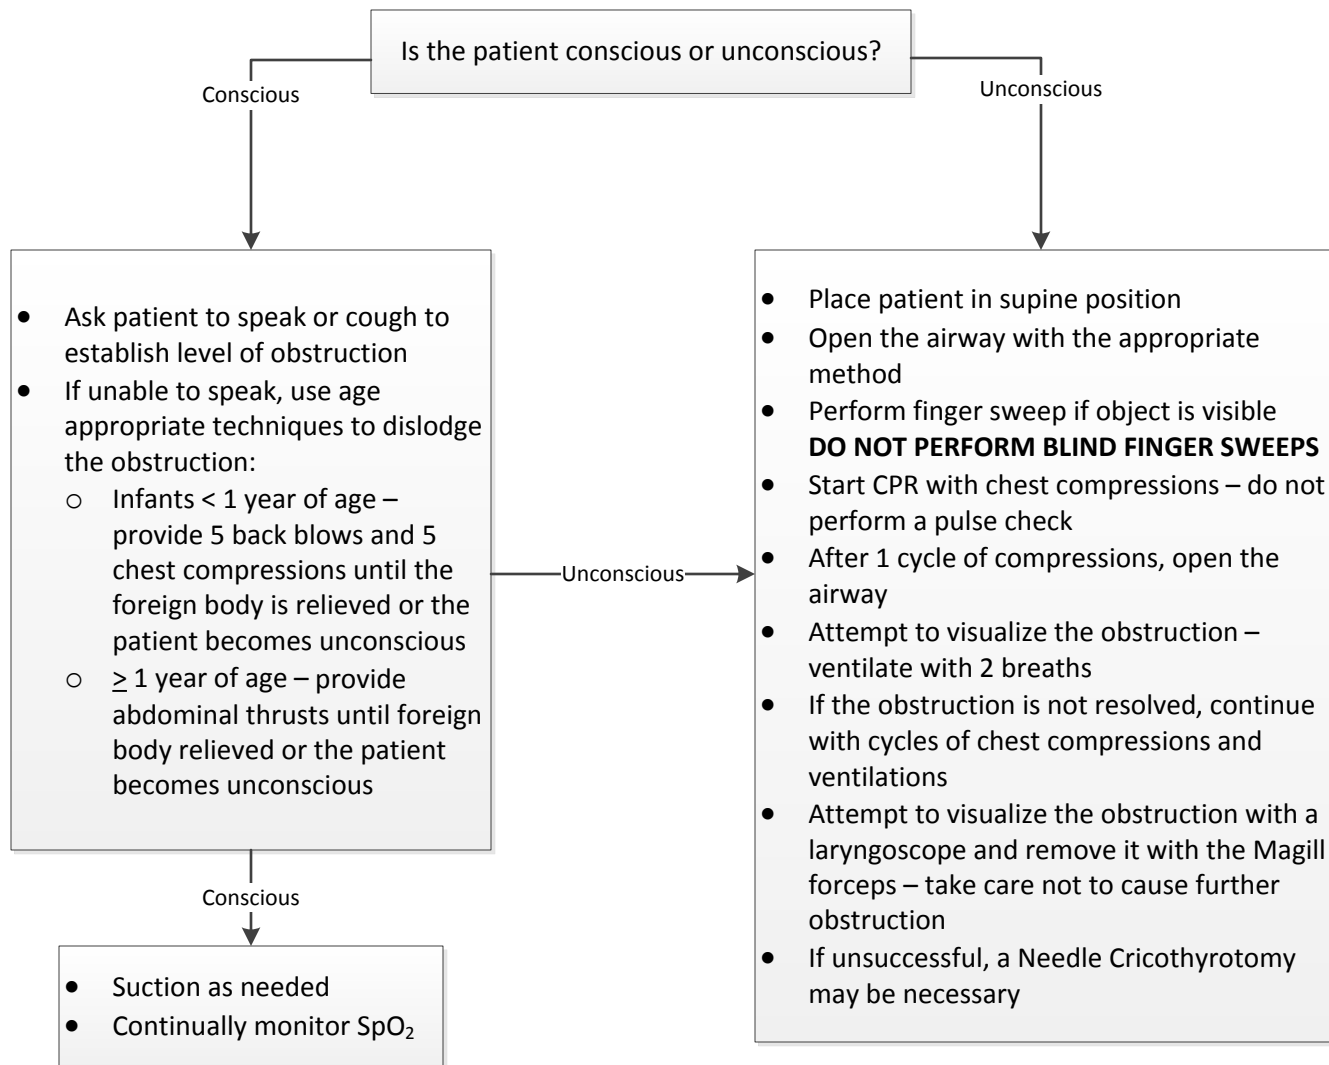 Is the patient conscious or unconscious?
Conscious
Unconscious
● Ask patient to speak or cough to
establish level of obstruction
● If unable to speak, use age
appropriate techniques to dislodge
the obstruction:
o Infants < 1 year of age –
provide 5 back blows and 5
chest compressions until the
foreign body is relieved or the
patient becomes unconscious
o ≥ 1 year of age – provide
abdominal thrusts until foreign
body relieved or the patient
becomes unconscious
Unconscious
● Place patient in supine position
● Open the airway with the appropriate
method
● Perform finger sweep if object is visible
DO NOT PERFORM BLIND FINGER SWEEPS
● Start CPR with chest compressions – do not
perform a pulse check
● After 1 cycle of compressions, open the
airway
● Attempt to visualize the obstruction –
ventilate with 2 breaths
● If the obstruction is not resolved, continue
with cycles of chest compressions and
ventilations
● Attempt to visualize the obstruction with a
laryngoscope and remove it with the Magill
forceps – take care not to cause further
obstruction
● If unsuccessful, a Needle Cricothyrotomy
may be necessary
Conscious
● Suction as needed
● Continually monitor SpO₂